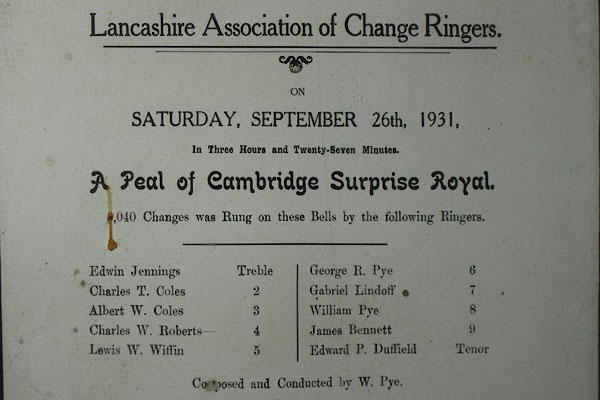 Lancashire Association of Change Ringers.
ON
SATURDAY, SEPTEMBER 26th, 1931,
In Three Hours and Twenty-Seven Minutes.
A Peal of Cambridge Surprise Royal.
,040 Changes was Rung on these Bells by the following Ringers.
Edwin Jennings Treble
Charles T. Coles 2
Albert W. Coles 3
Charles W. Roberts 4
Lewis W. Wiffin 5
George R. Pye 6
Gabriel Lindoff 7
William Pye 8
James Bennett 9
Edward P. Duffield Tenor
Composed and Conducted by W. Pye.